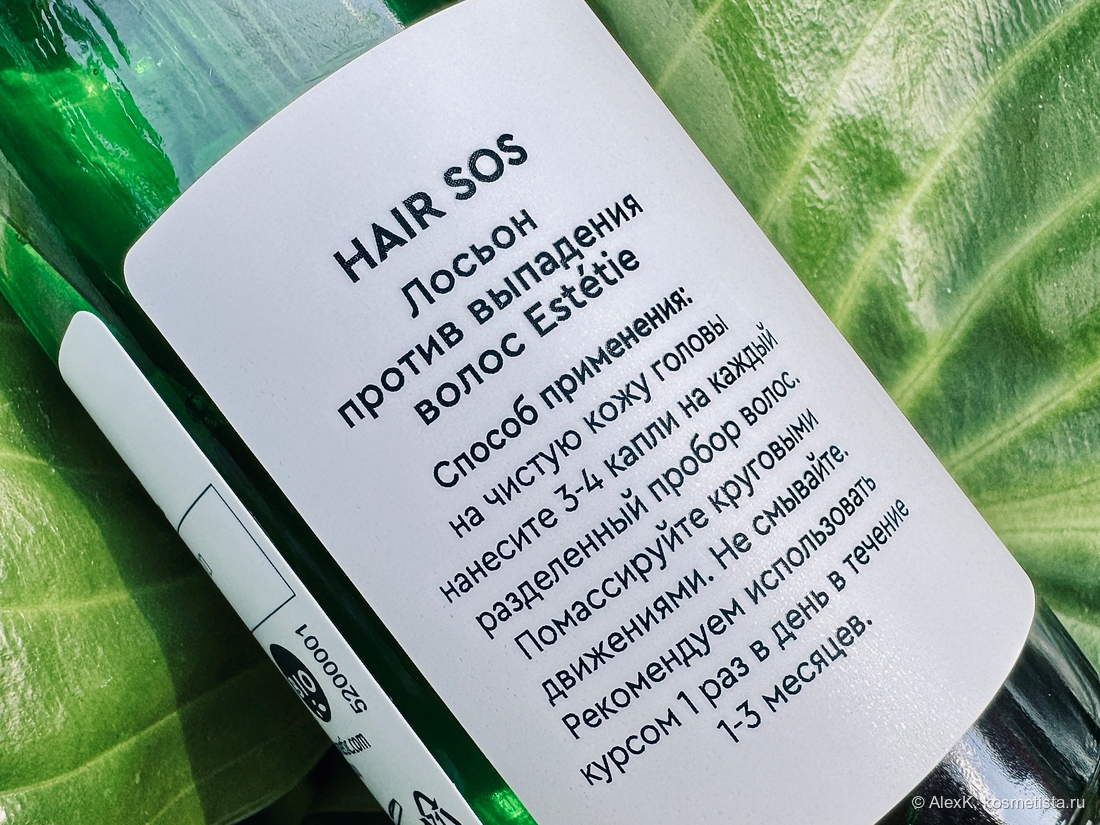 HAIR SOS
Лосьон
против выпадения
волос Estétie
Способ применения:
на чистую кожу головы
нанесите 3-4 капли на каждый
разделенный пробор волос.
Помассируйте круговыми
движениями. Не смывайте.
Рекомендуем использовать
курсом 1 раз в день в течение
1-3 месяцев.
5200001
© AlexK, kosmetista.ru